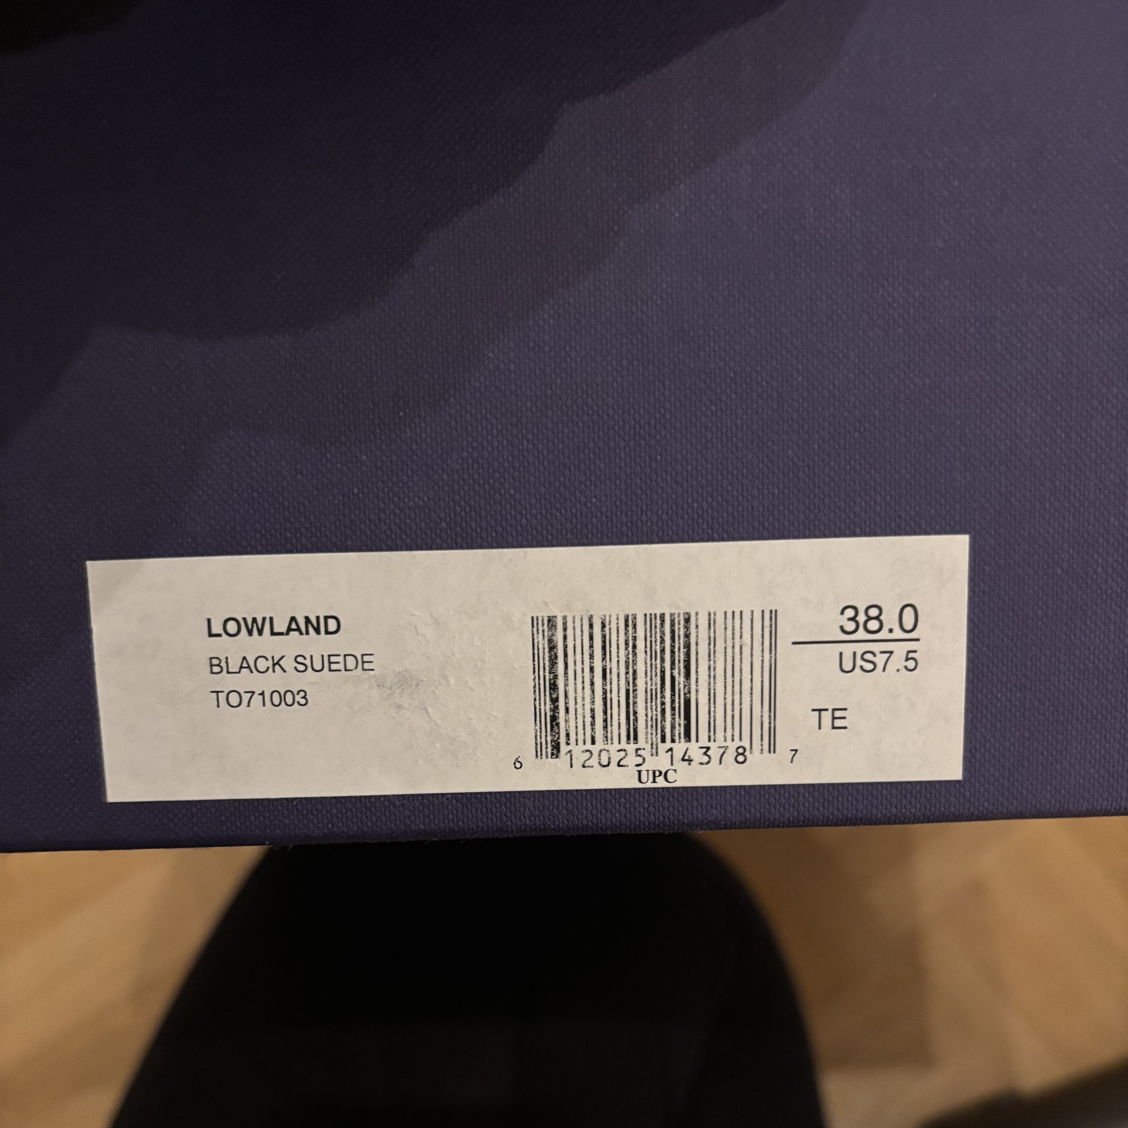 LOWLAND
BLACK SUEDE
TO71003
6 12025 14378 7
UPC
38.0
US7.5
TE